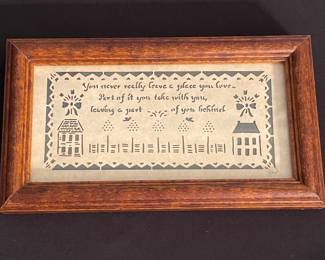 You never really leave a place you love–
Part of it you take with you,
leaving a part of you behind